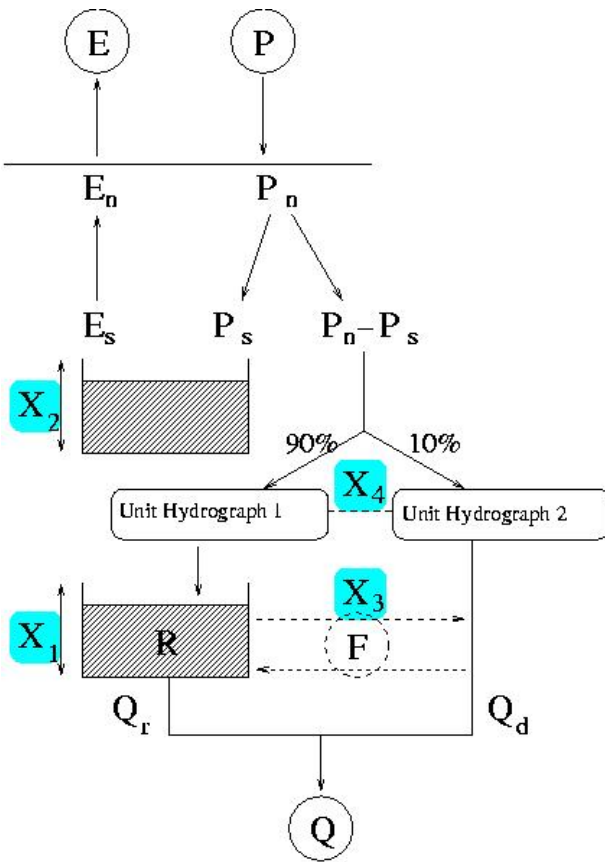 E P
Eₙ Pₙ
Eₛ Pₛ Pₙ–Pₛ
X₂
90% 10%
X₄
Unit Hydrograph 1 Unit Hydrograph 2
X₃
X₁ R F
Qᵣ Q_d
Q